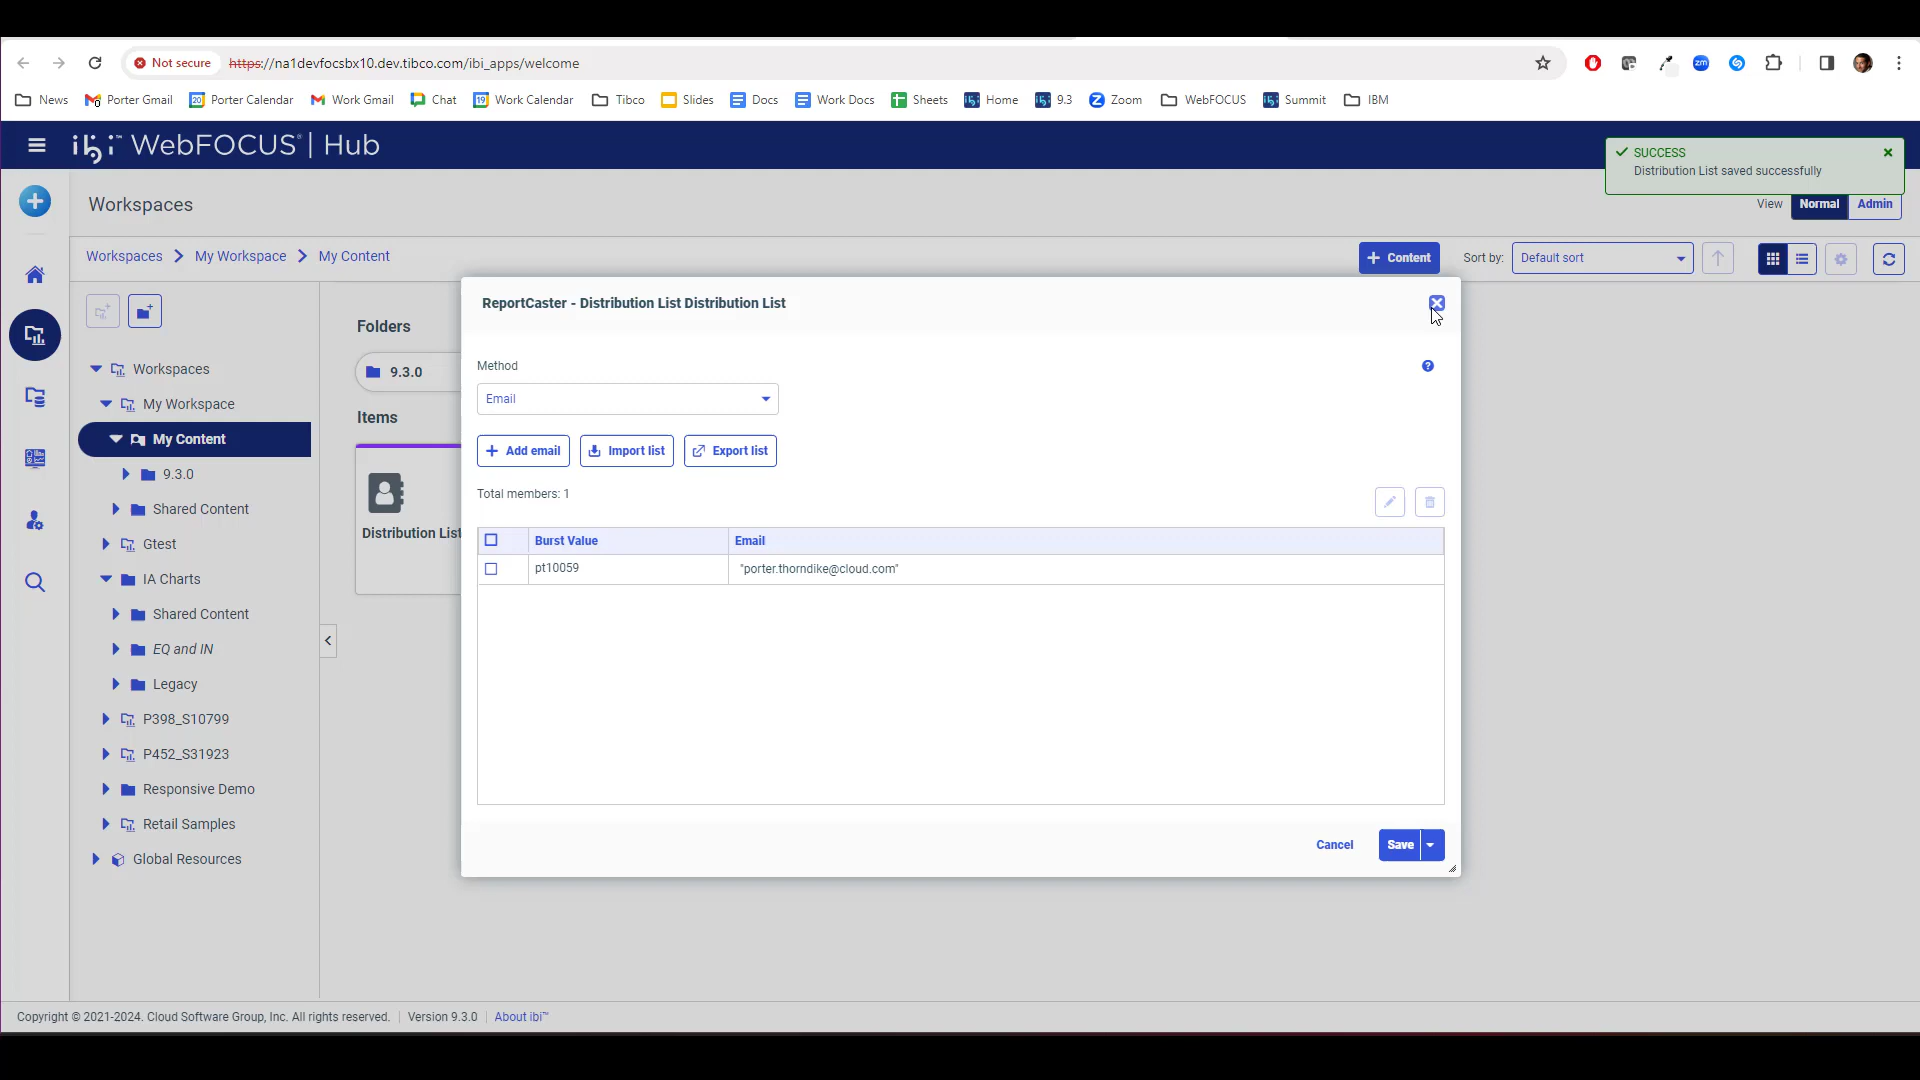 Not secure https://na1devfocsbx10.dev.tibco.com/ibi_apps/welcome
News Porter Gmail Porter Calendar Work Gmail Chat Work Calendar Tibco Slides Docs Work Docs Sheets Home 9.3 Zoom WebFOCUS Summit IBM
ibi™ WebFOCUS® | Hub
SUCCESS
Distribution List saved successfully
Workspaces
View Normal Admin
Workspaces My Workspace My Content
+ Content Sort by: Default sort
ReportCaster - Distribution List Distribution List
Folders
9.3.0
Items
Distribution List
Method
Email
Add email Import list Export list
Total members: 1
Burst Value Email
pt10059 "porter.thorndike@cloud.com"
Cancel Save
Workspaces
My Workspace
My Content
9.3.0
Shared Content
Gtest
IA Charts
Shared Content
EQ and IN
Legacy
P398_S10799
P452_S31923
Responsive Demo
Retail Samples
Global Resources
Copyright © 2021-2024. Cloud Software Group, Inc. All rights reserved. | Version 9.3.0 | About ibi™